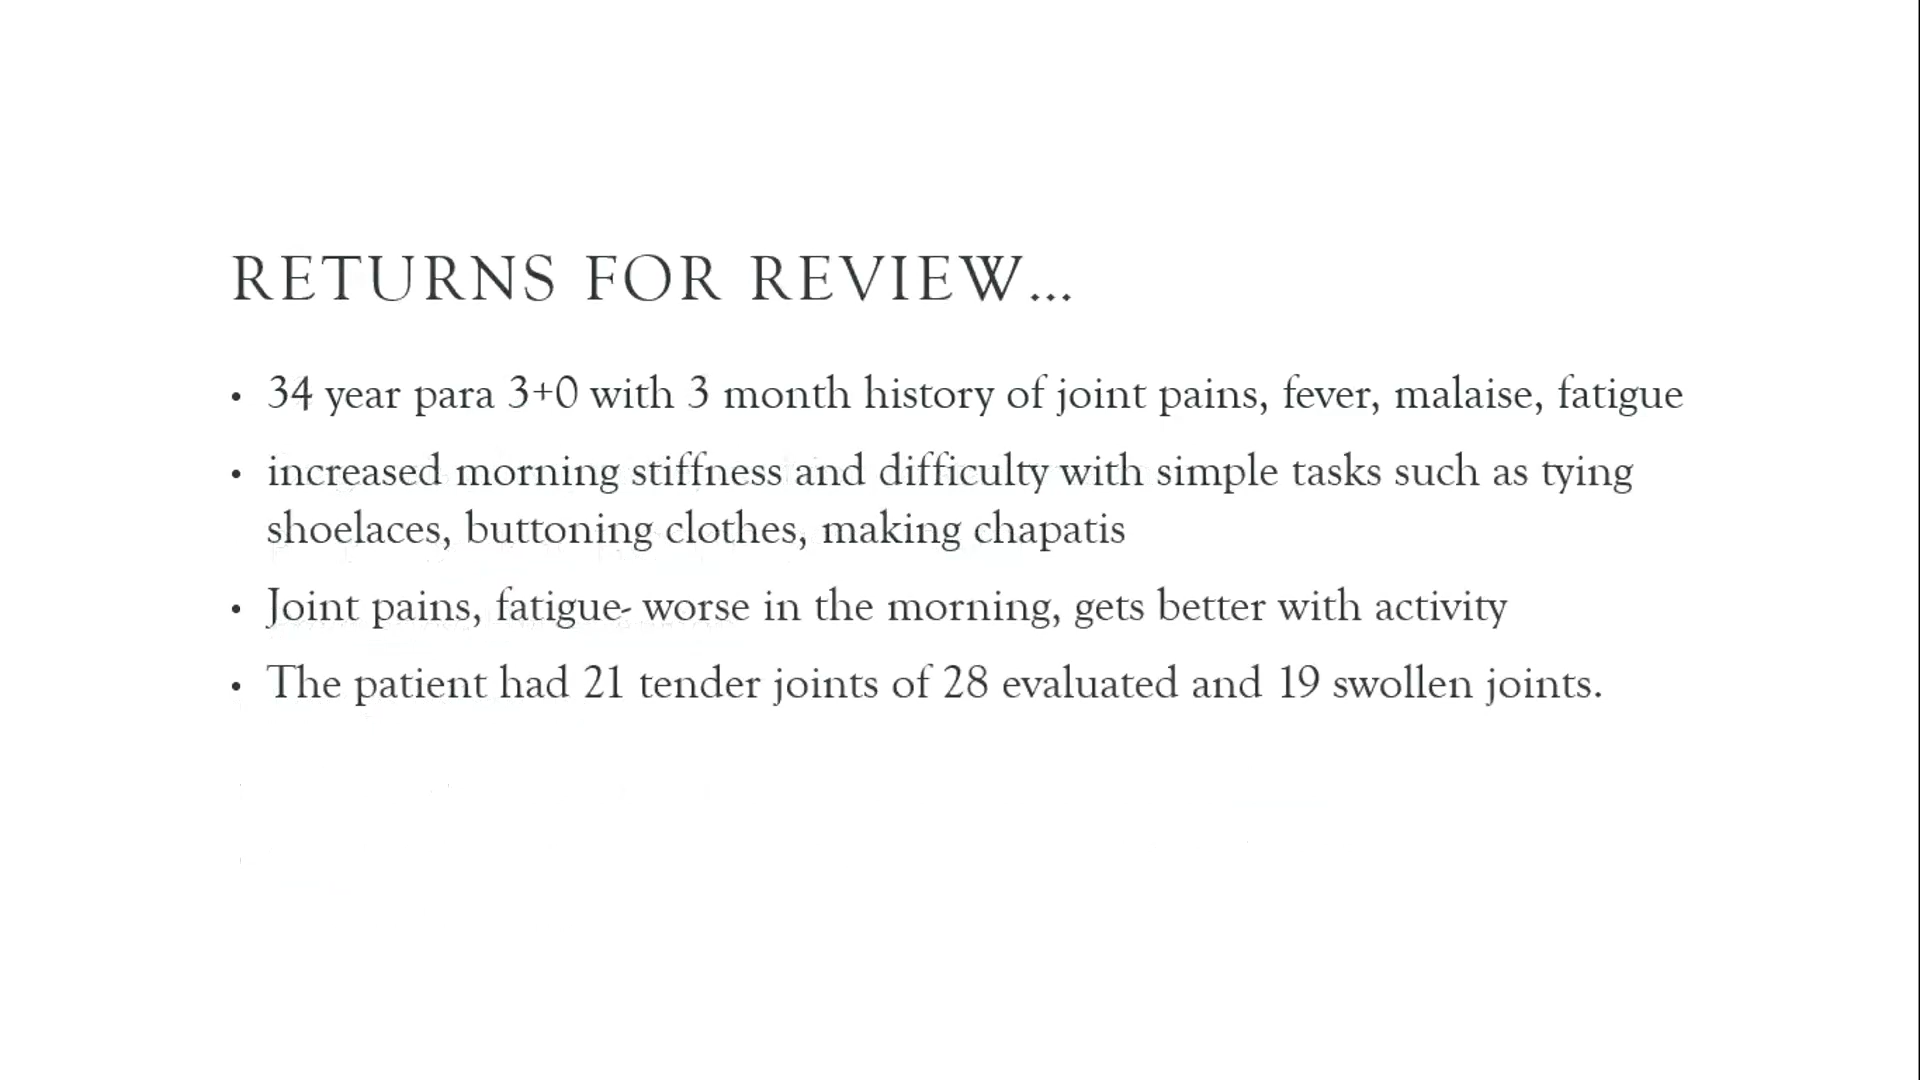 RETURNS FOR REVIEW...
• 34 year para 3+0 with 3 month history of joint pains, fever, malaise, fatigue
• increased morning stiffness and difficulty with simple tasks such as tying
shoelaces, buttoning clothes, making chapatis
• Joint pains, fatigue- worse in the morning, gets better with activity
• The patient had 21 tender joints of 28 evaluated and 19 swollen joints.